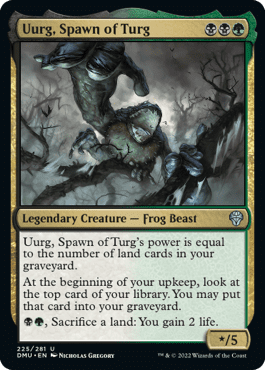 Uurg, Spawn of Turg
Legendary Creature — Frog Beast
Uurg, Spawn of Turg's power is equal
to the number of land cards in your
graveyard.
At the beginning of your upkeep, look at
the top card of your library. You may put
that card into your graveyard.
, Sacrifice a land: You gain 2 life.
*/5
225/281 U
DMU • EN Nicholas Gregory
™ & © 2022 Wizards of the Coast